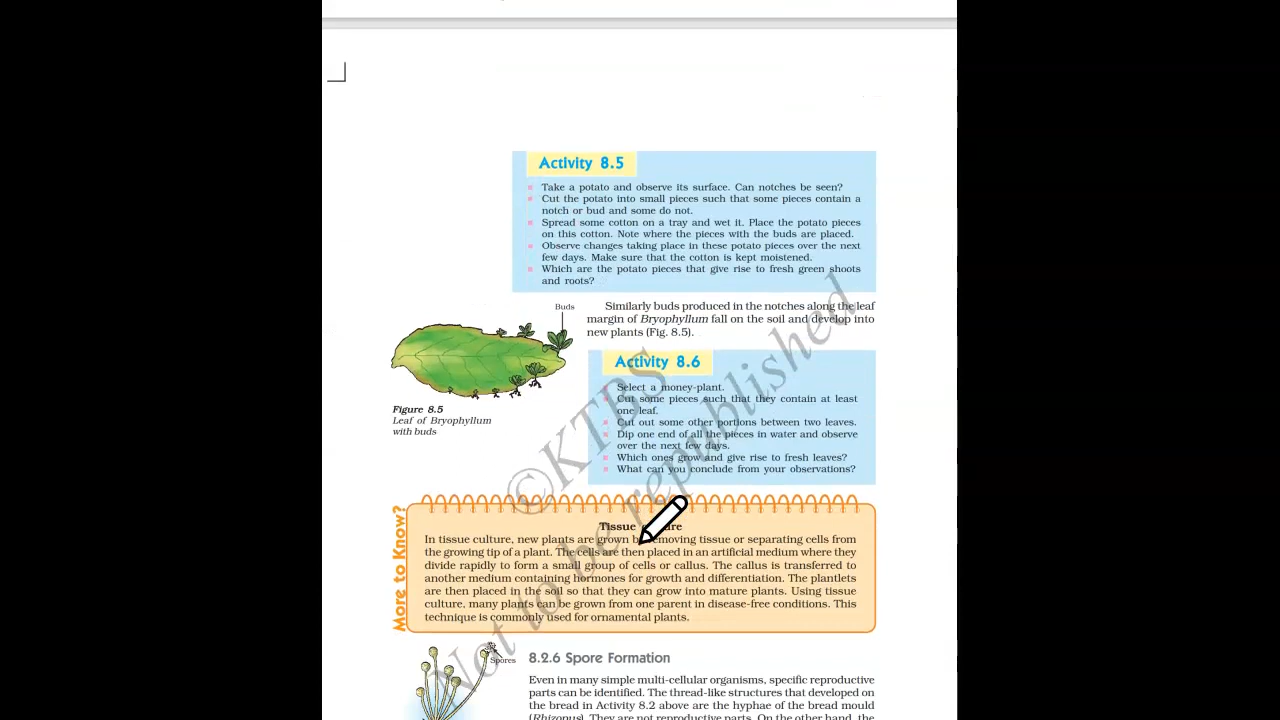 Activity 8.5
Take a potato and observe its surface. Can notches be seen?
Cut the potato into small pieces such that some pieces contain a
notch or bud and some do not.
Spread some cotton on a tray and wet it. Place the potato pieces
on this cotton. Note where the pieces with the buds are placed.
Observe changes taking place in these potato pieces over the next
few days. Make sure that the cotton is kept moistened.
Which are the potato pieces that give rise to fresh green shoots
and roots?
Buds
Similarly buds produced in the notches along the leaf
margin of Bryophyllum fall on the soil and develop into
new plants (Fig. 8.5).
Figure 8.5
Leaf of Bryophyllum
with buds
Activity 8.6
Select a money-plant.
Cut some pieces such that they contain at least
one leaf.
Cut out some other portions between two leaves.
Dip one end of all the pieces in water and observe
over the next few days.
Which ones grow and give rise to fresh leaves?
What can you conclude from your observations?
©KTBS
Not to be republished
More to Know?
Tissue
In tissue culture, new plants are grown removing tissue or separating cells from
the growing tip of a plant. The cells are then placed in an artificial medium where they
divide rapidly to form a small group of cells or callus. The callus is transferred to
another medium containing hormones for growth and differentiation. The plantlets
are then placed in the soil so that they can grow into mature plants. Using tissue
culture, many plants can be grown from one parent in disease-free conditions. This
technique is commonly used for ornamental plants.
Spores
8.2.6 Spore Formation
Even in many simple multi-cellular organisms, specific reproductive
parts can be identified. The thread-like structures that developed on
the bread in Activity 8.2 above are the hyphae of the bread mould
(Rhizopus). They are not reproductive parts. On the other hand, the